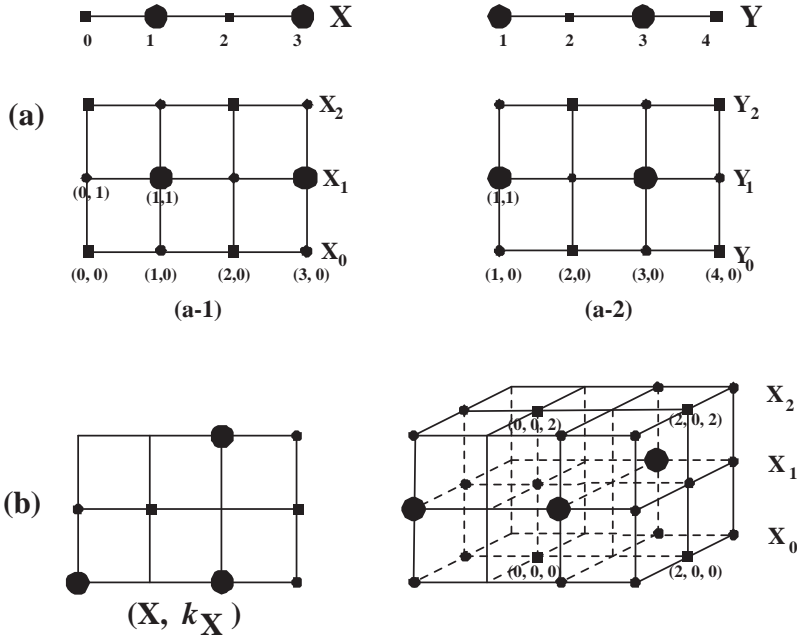 X
0 1 2 3
Y
1 2 3 4
(a)
X2
(0, 1) (1,1) X1
X0
(0, 0) (1,0) (2,0) (3, 0)
(a-1)
Y2
(1,1) Y1
Y0
(1, 0) (2,0) (3,0) (4, 0)
(a-2)
(b)
(X, kX)
X2
(0, 0, 2) (2, 0, 2)
X1
X0
(0, 0, 0) (2, 0, 0)